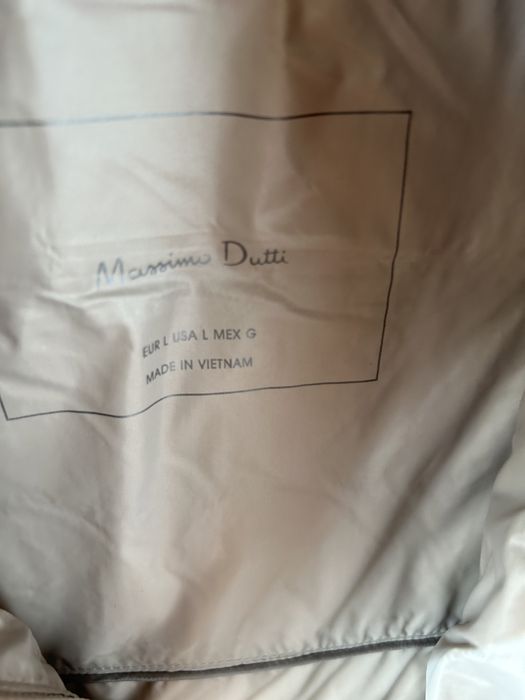 Massimo Dutti
EUR L USA L MEX G
MADE IN VIETNAM